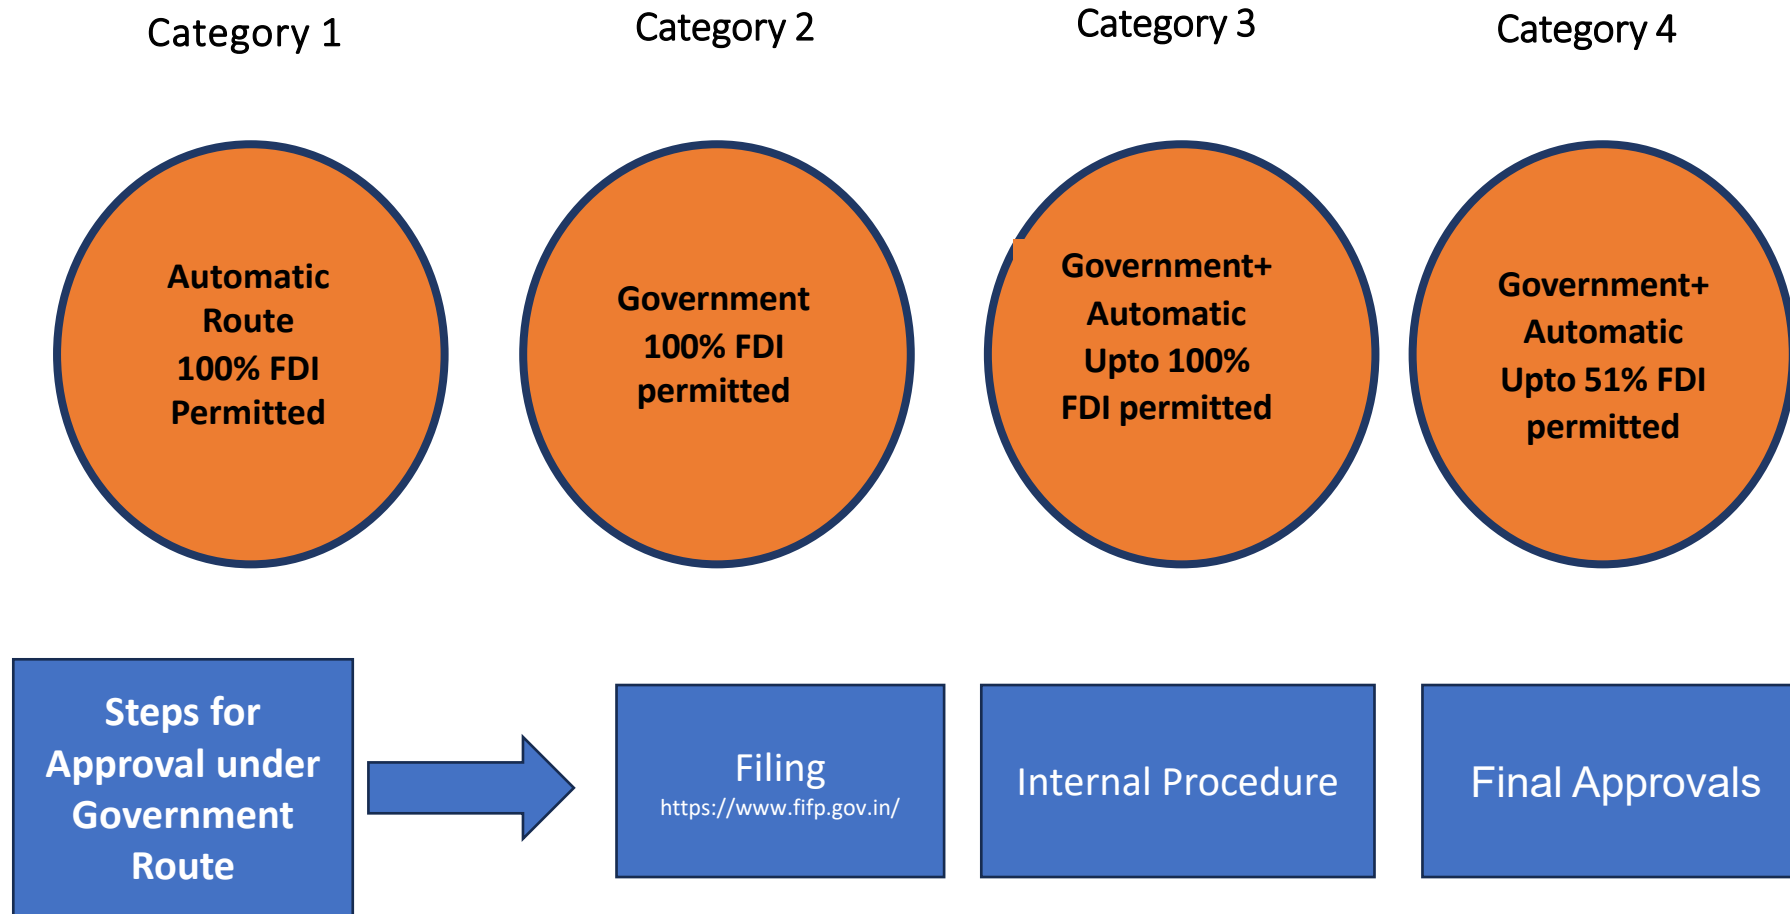 Category 1
Category 2
Category 3
Category 4
Automatic
Route
100% FDI
Permitted
Government
100% FDI
permitted
Government+
Automatic
Upto 100%
FDI permitted
Government+
Automatic
Upto 51% FDI
permitted
Steps for
Approval under
Government
Route
Filing
https://www.fifp.gov.in/
Internal Procedure
Final Approvals